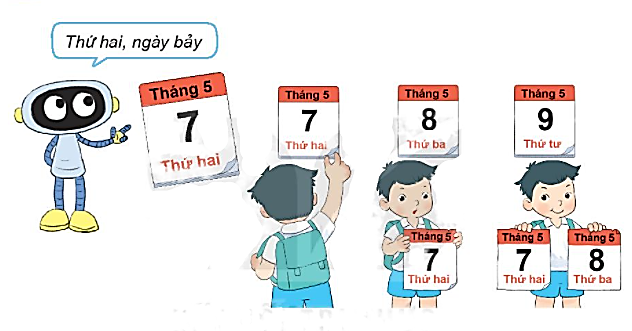 Thứ hai, ngày bảy
Tháng 5
7
Thứ hai
Tháng 5
7
Thứ hai
Tháng 5
8
Thứ ba
Tháng 5
9
Thứ tư
Tháng 5
7
Thứ hai
Tháng 5
7
Thứ hai
Tháng 5
8
Thứ ba